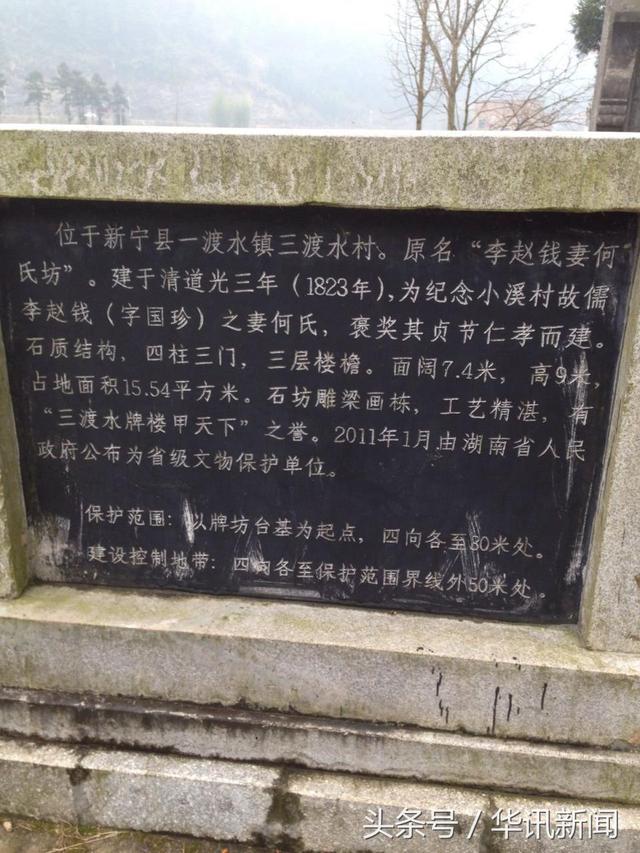 位于新宁县一渡水镇三渡水村。原名“李赵钱妻何
氏坊”。建于清道光三年（1823年），为纪念小溪村故儒
李赵钱（字国珍）之妻何氏，褒奖其贞节仁孝而建。
石质结构，四柱三门，三层楼檐。面阔7.4米，高9米，
占地面积15.54平方米。石坊雕梁画栋，工艺精湛，有
“三渡水牌楼甲天下”之誉。2011年1月由湖南省人民
政府公布为省级文物保护单位。
保护范围：以牌坊台基为起点，四向各至30米处。
建设控制地带：四向各至保护范围界线外50米处。
头条号／华讯新闻